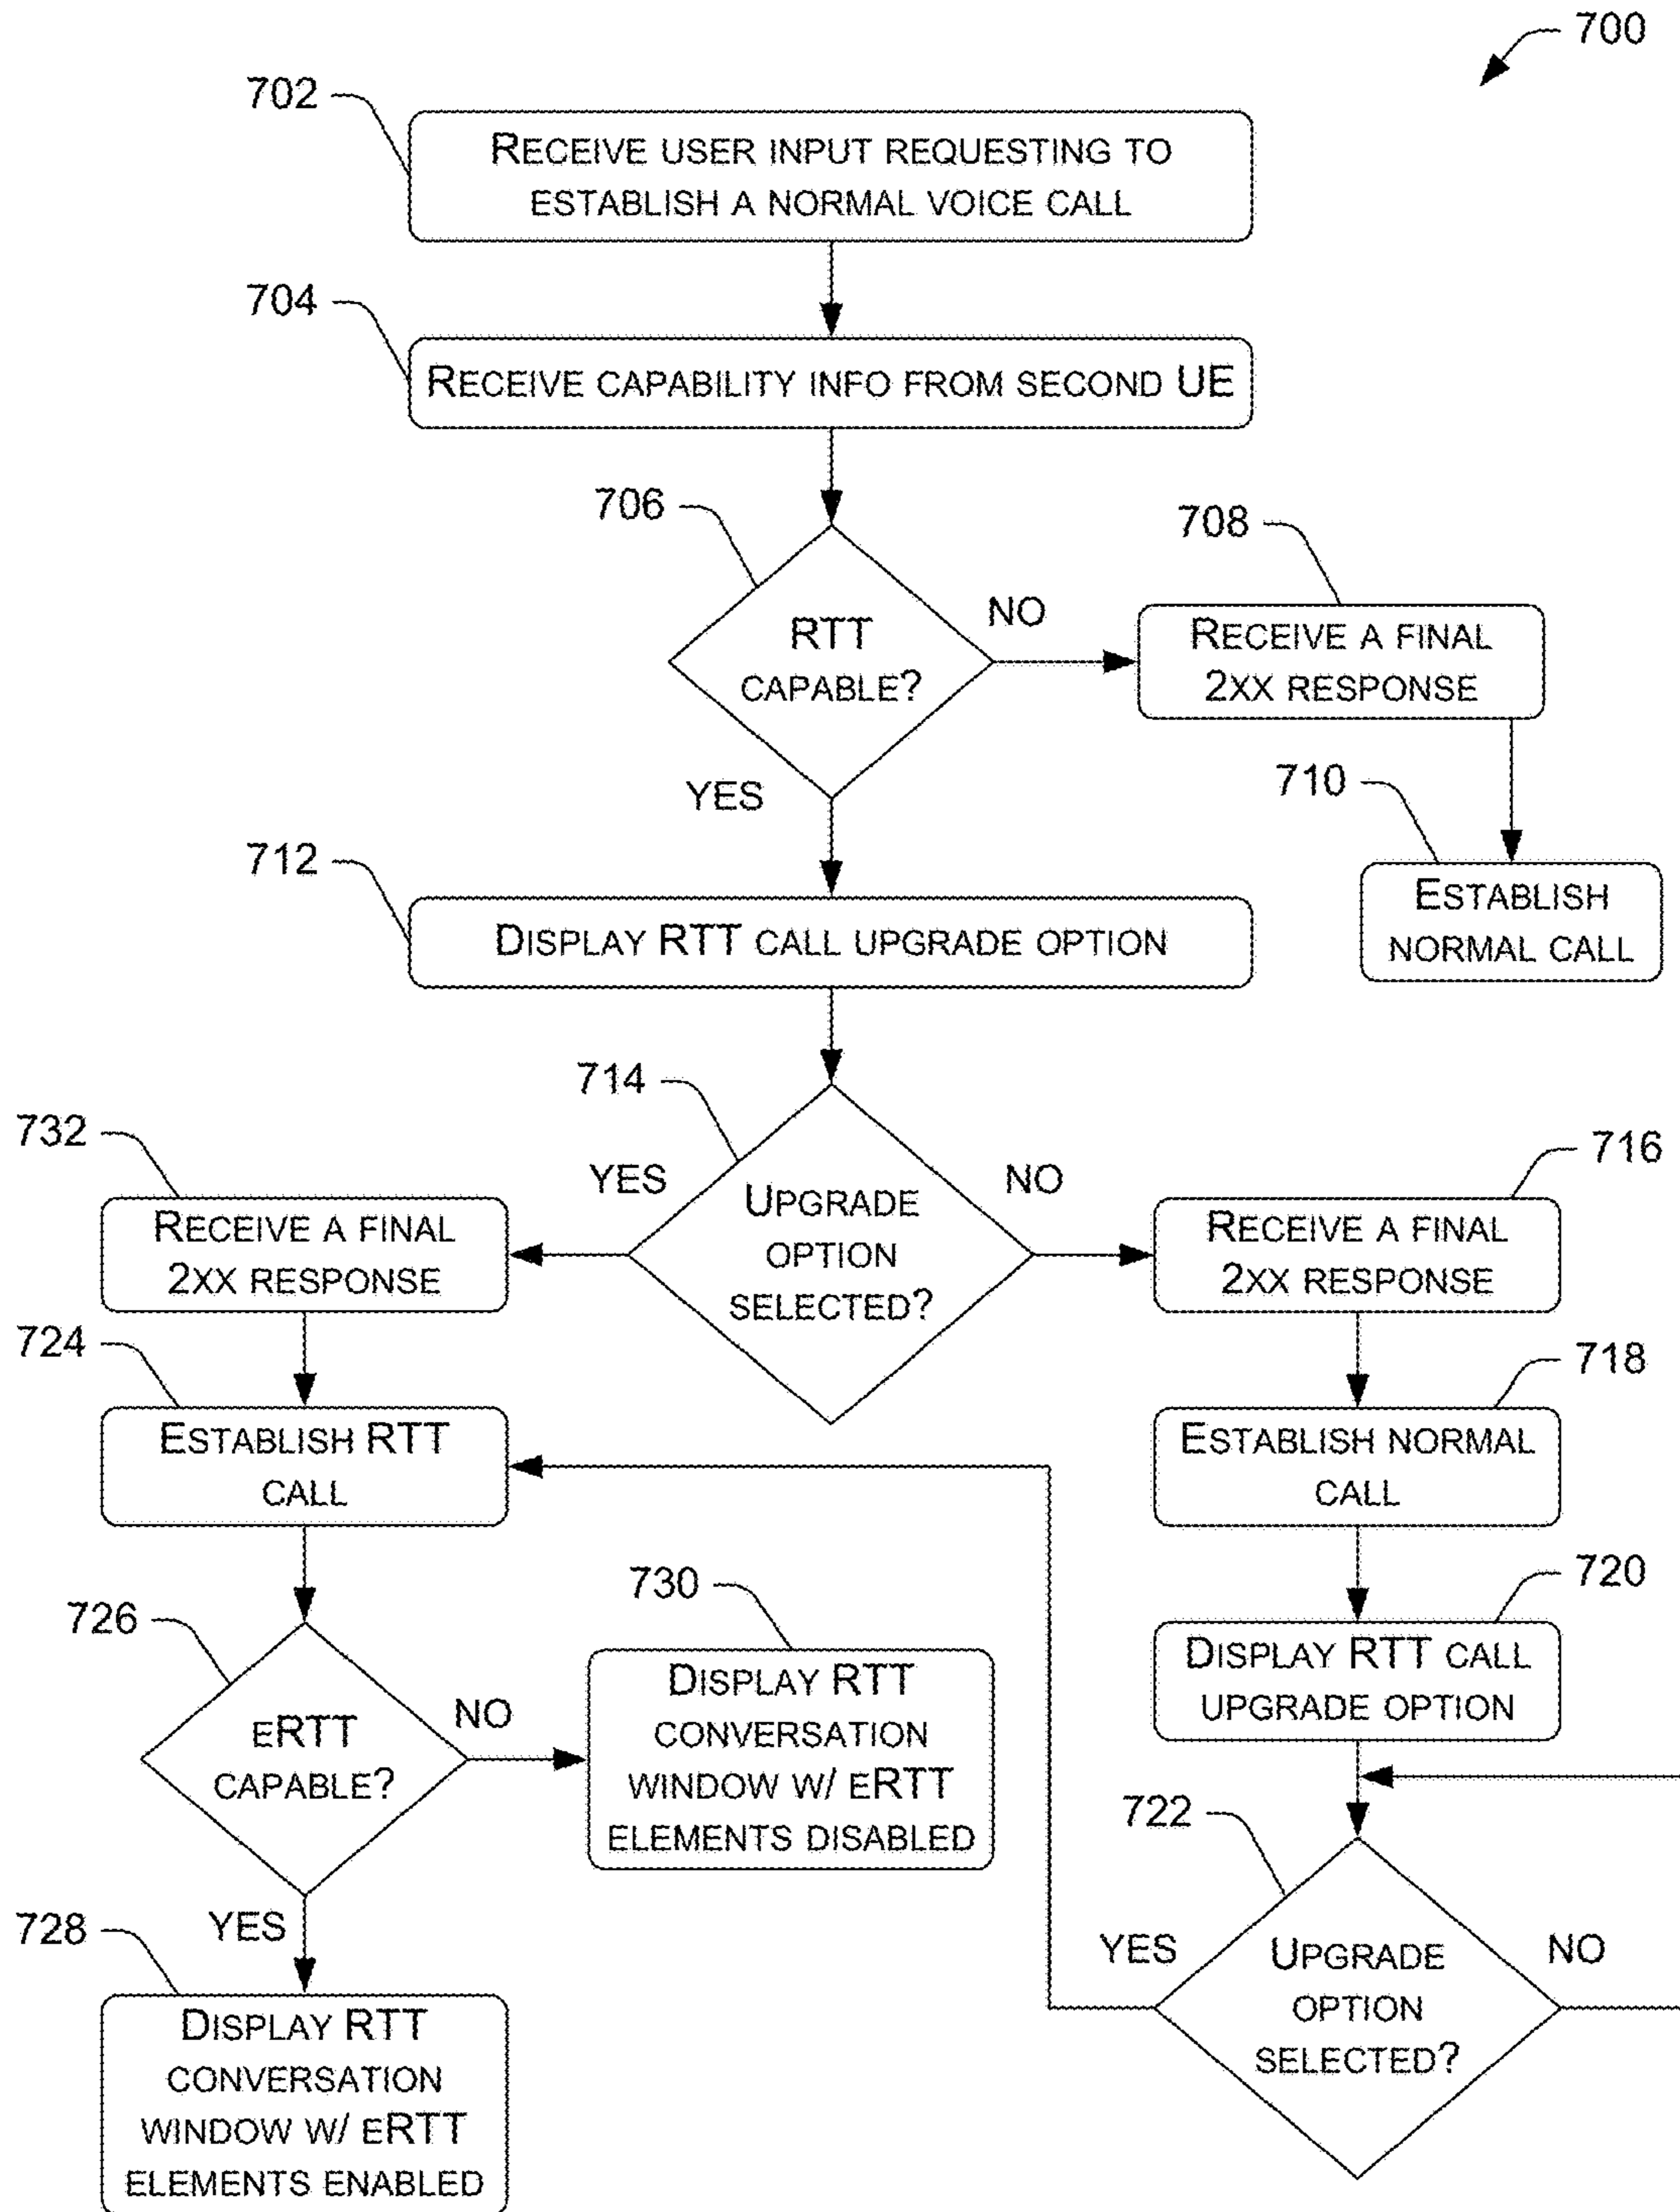 700
702
RECEIVE USER INPUT REQUESTING TO
ESTABLISH A NORMAL VOICE CALL
704
RECEIVE CAPABILITY INFO FROM SECOND UE
706
RTT
CAPABLE?
NO
708
RECEIVE A FINAL
2XX RESPONSE
710
ESTABLISH
NORMAL CALL
YES
712
DISPLAY RTT CALL UPGRADE OPTION
714
UPGRADE
OPTION
SELECTED?
YES
NO
732
RECEIVE A FINAL
2XX RESPONSE
716
RECEIVE A FINAL
2XX RESPONSE
724
ESTABLISH RTT
CALL
718
ESTABLISH NORMAL
CALL
726
eRTT
CAPABLE?
NO
730
DISPLAY RTT
CONVERSATION
WINDOW W/ eRTT
ELEMENTS DISABLED
720
DISPLAY RTT CALL
UPGRADE OPTION
722
UPGRADE
OPTION
SELECTED?
YES
NO
YES
728
DISPLAY RTT
CONVERSATION
WINDOW W/ eRTT
ELEMENTS ENABLED